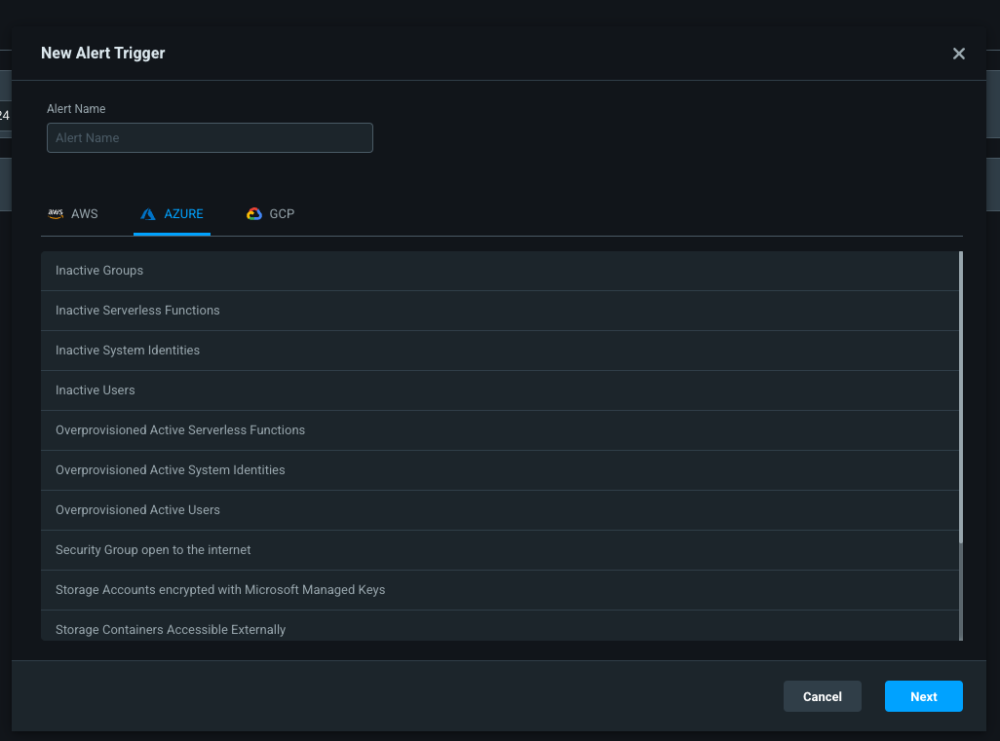 New Alert Trigger
Alert Name
24
Alert Name
aws AWS
AZURE
GCP
Inactive Groups
Inactive Serverless Functions
Inactive System Identities
Inactive Users
Overprovisioned Active Serverless Functions
Overprovisioned Active System Identities
Overprovisioned Active Users
Security Group open to the internet
Storage Accounts encrypted with Microsoft Managed Keys
Storage Containers Accessible Externally
Cancel
Next